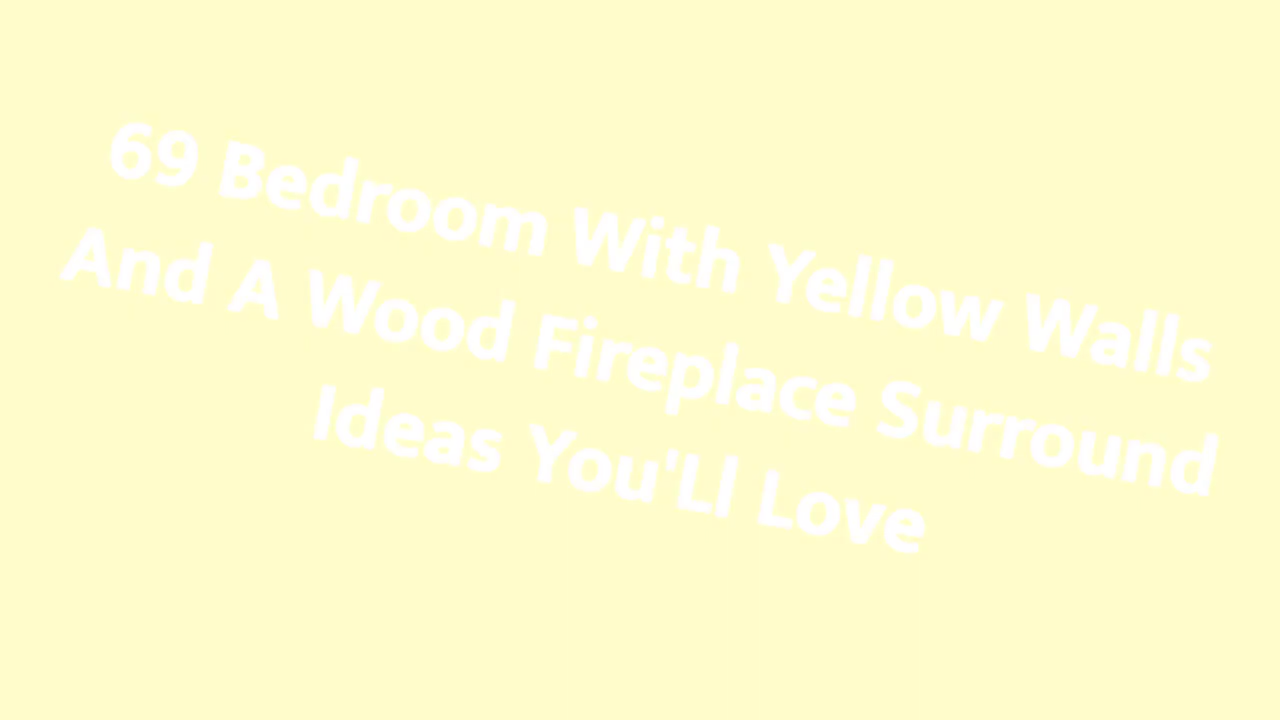 69 Bedroom With Yellow Walls
And A Wood Fireplace Surround
Ideas You'Ll Love